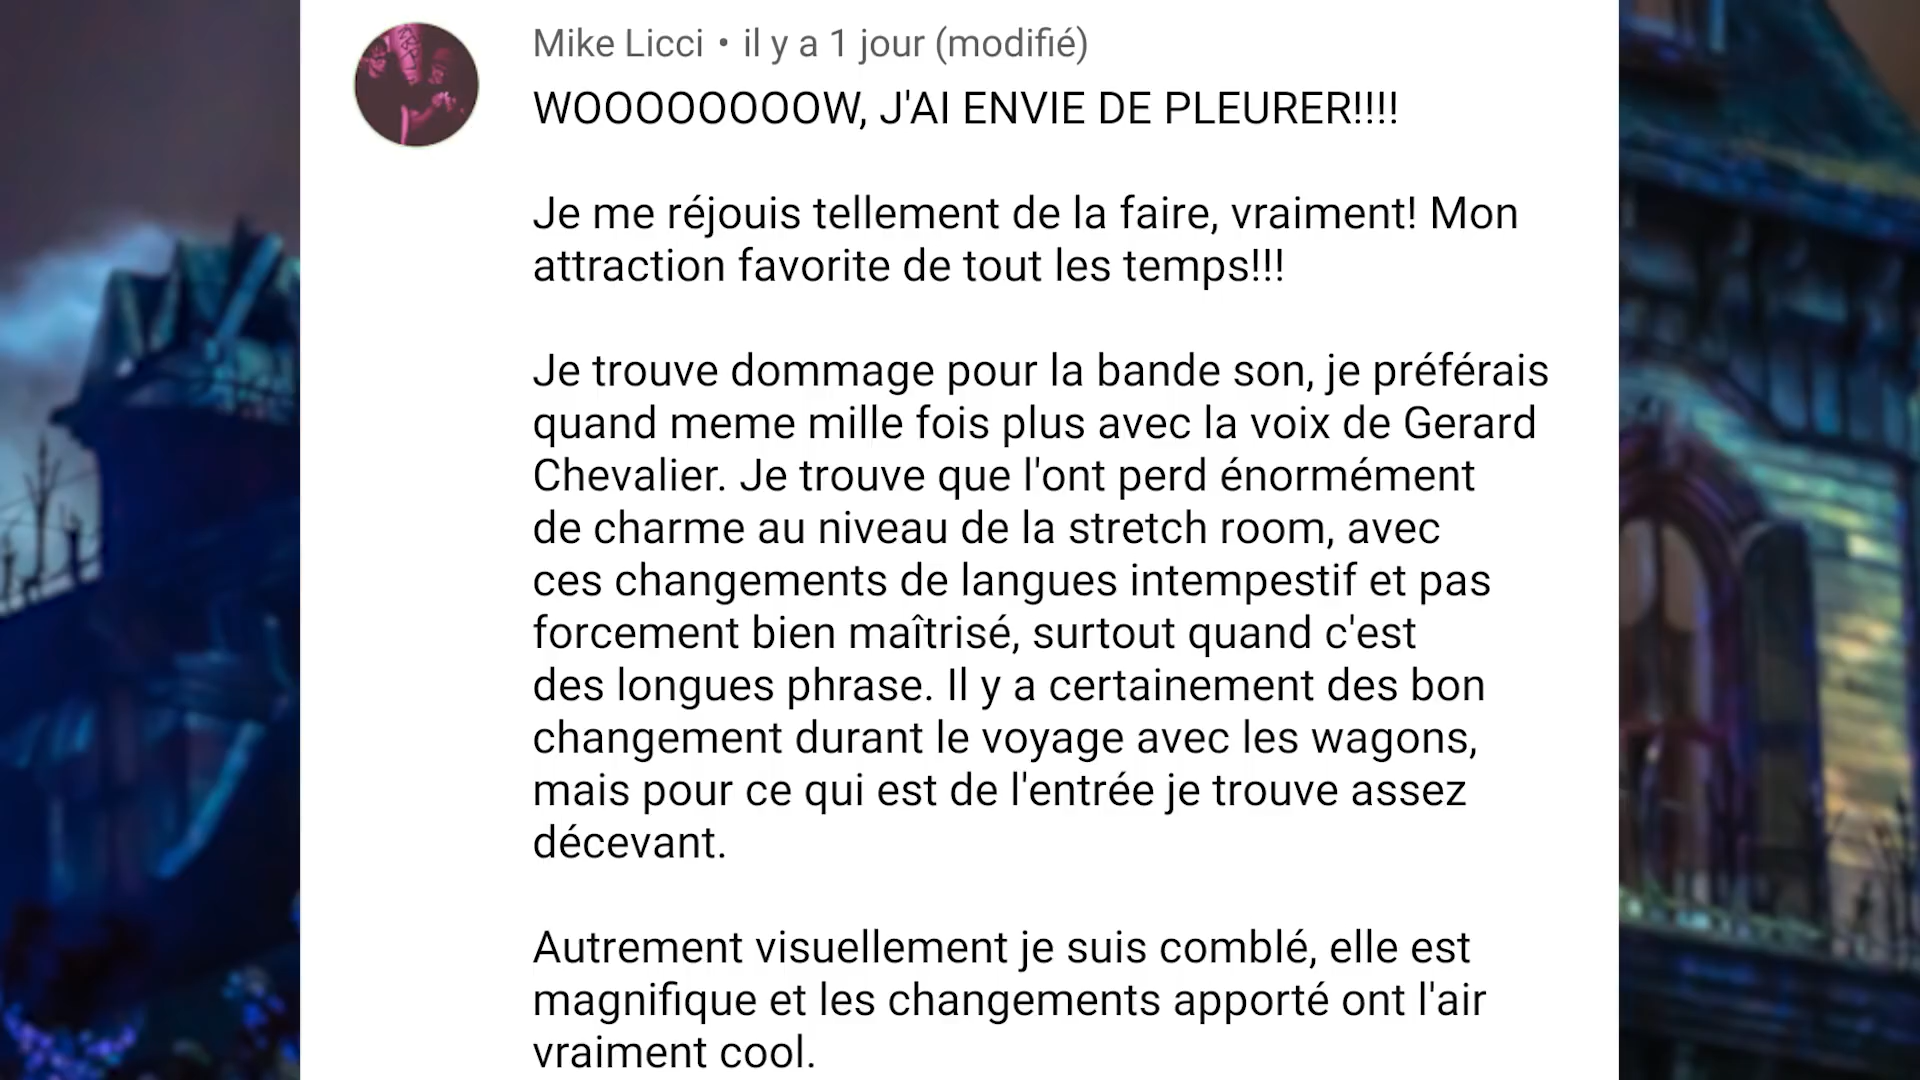 Mike Licci • il y a 1 jour (modifié)
WOOOOOOOOW, J'AI ENVIE DE PLEURER!!!!
Je me réjouis tellement de la faire, vraiment! Mon
attraction favorite de tout les temps!!!
Je trouve dommage pour la bande son, je préférais
quand meme mille fois plus avec la voix de Gerard
Chevalier. Je trouve que l'ont perd énormément
de charme au niveau de la stretch room, avec
ces changements de langues intempestif et pas
forcement bien maîtrisé, surtout quand c'est
des longues phrase. Il y a certainement des bon
changement durant le voyage avec les wagons,
mais pour ce qui est de l'entrée je trouve assez
décevant.
Autrement visuellement je suis comblé, elle est
magnifique et les changements apporté ont l'air
vraiment cool.